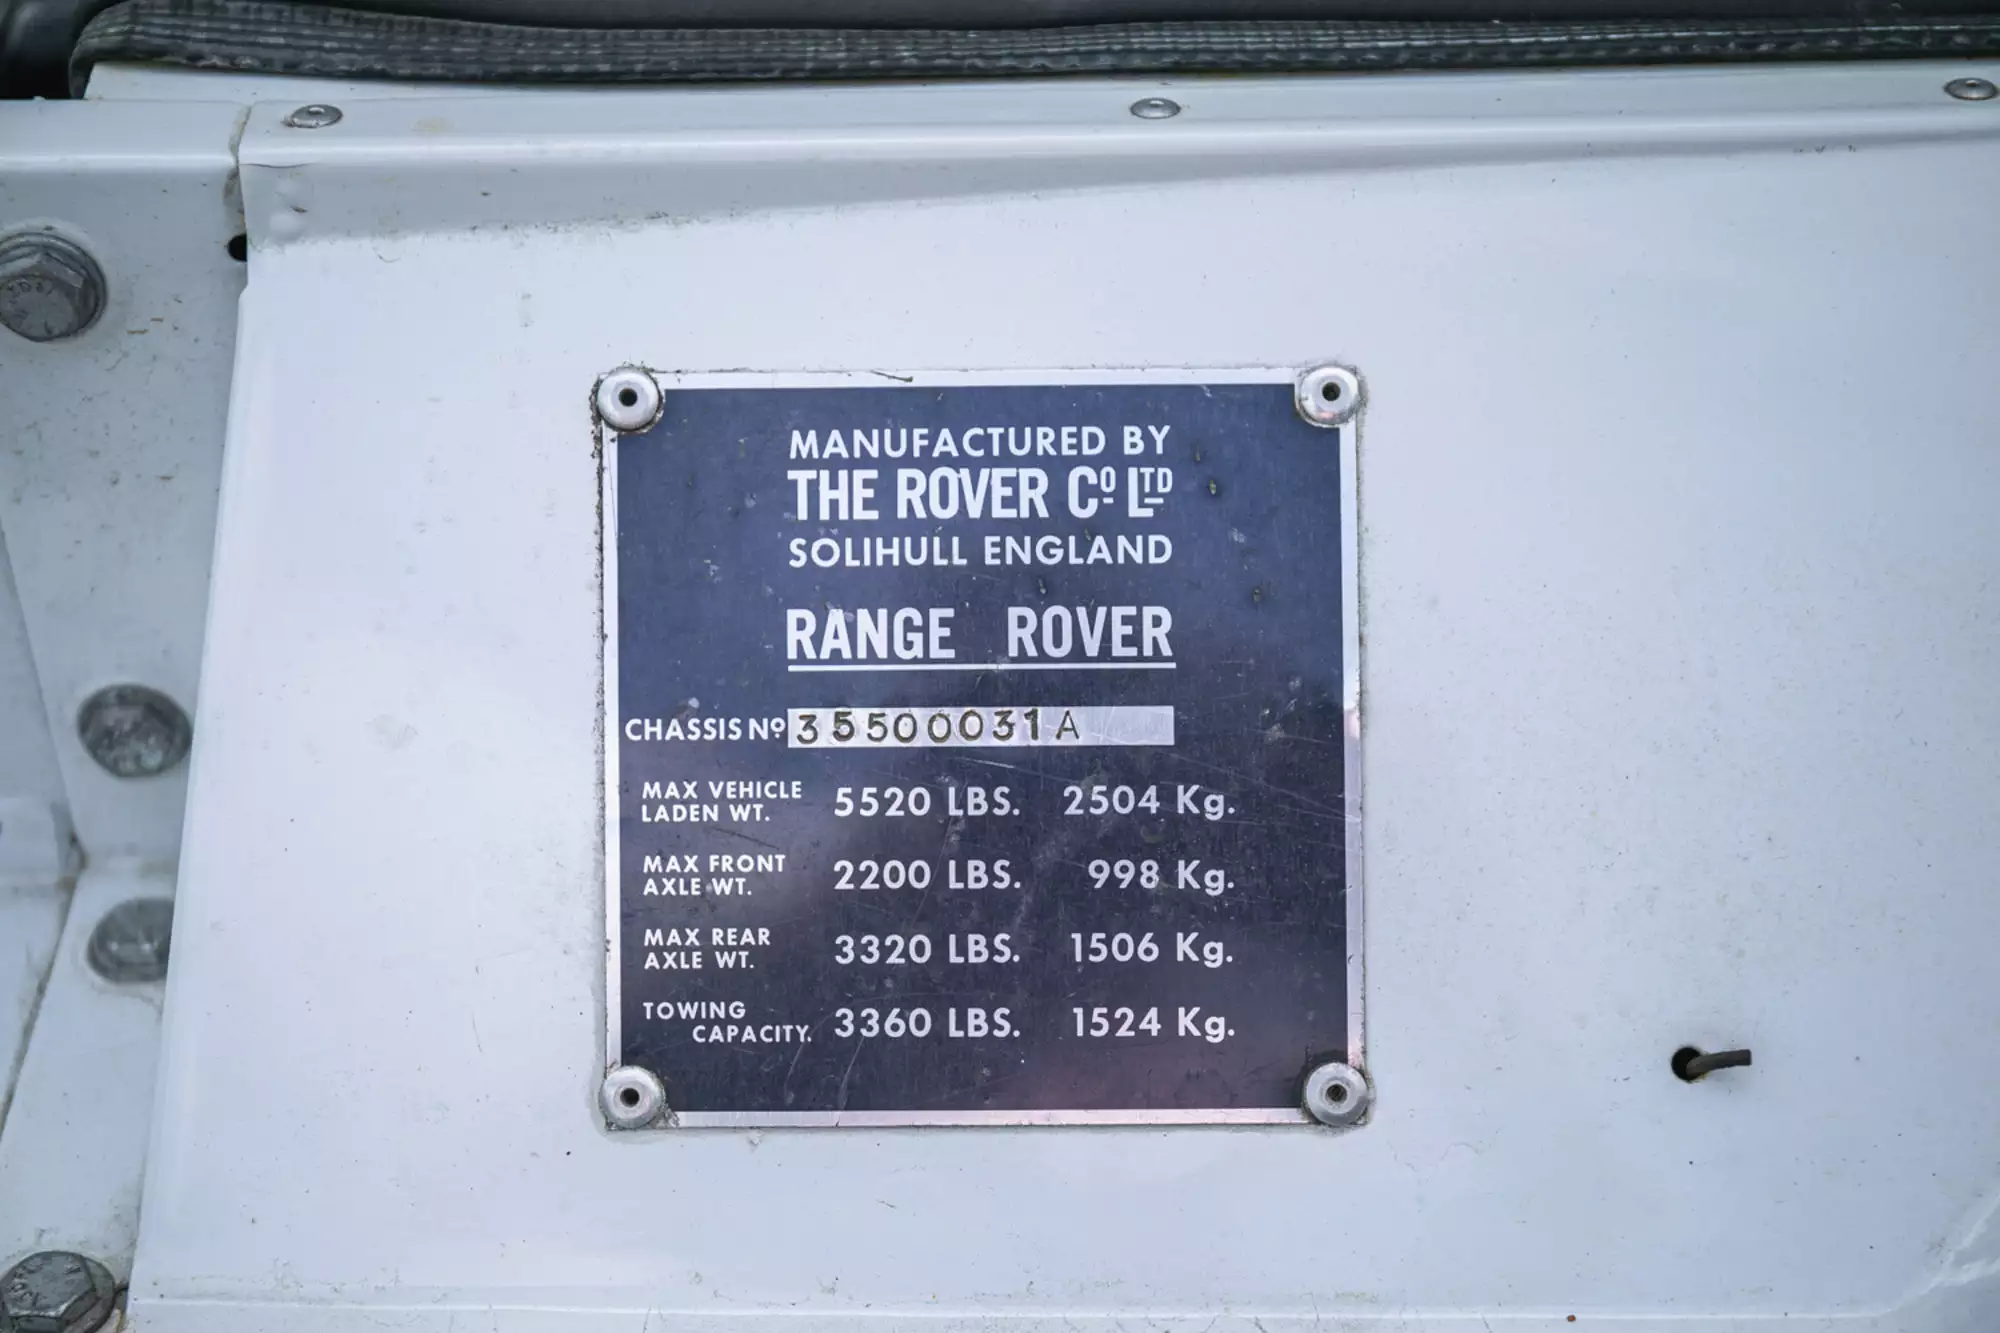 MANUFACTURED BY
THE ROVER Cº LTD
SOLIHULL ENGLAND
RANGE ROVER
CHASSIS Nº 35500031A
MAX VEHICLE
LADEN WT. 5520 LBS. 2504 Kg.
MAX FRONT
AXLE WT. 2200 LBS. 998 Kg.
MAX REAR
AXLE WT. 3320 LBS. 1506 Kg.
TOWING
CAPACITY. 3360 LBS. 1524 Kg.